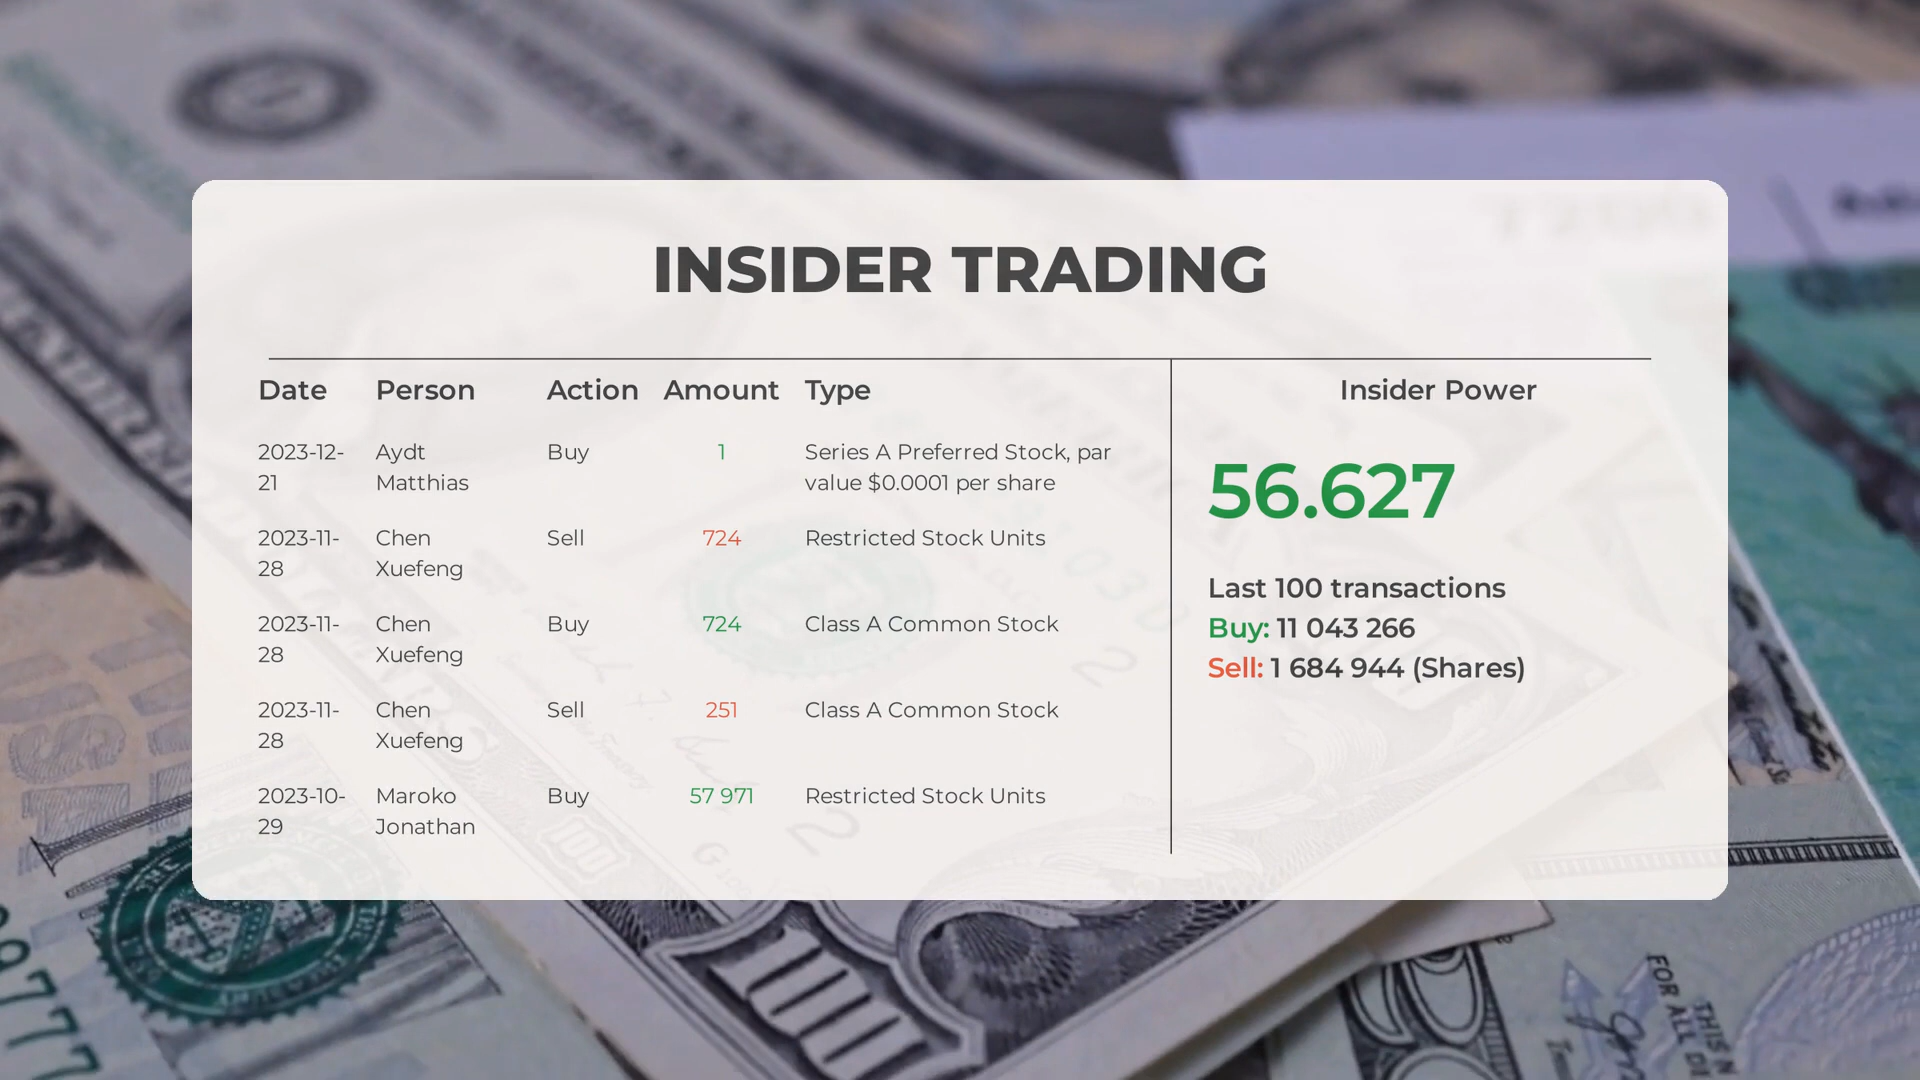 INSIDER TRADING
Date Person Action Amount Type
2023-12-
21
Aydt
Matthias
Buy
1
Series A Preferred Stock, par
value $0.0001 per share
2023-11-
28
Chen
Xuefeng
Sell
724
Restricted Stock Units
2023-11-
28
Chen
Xuefeng
Buy
724
Class A Common Stock
2023-11-
28
Chen
Xuefeng
Sell
251
Class A Common Stock
2023-10-
29
Maroko
Jonathan
Buy
57 971
Restricted Stock Units
Insider Power
56.627
Last 100 transactions
Buy: 11 043 266
Sell: 1 684 944 (Shares)
100
FOR ALL
THIS N